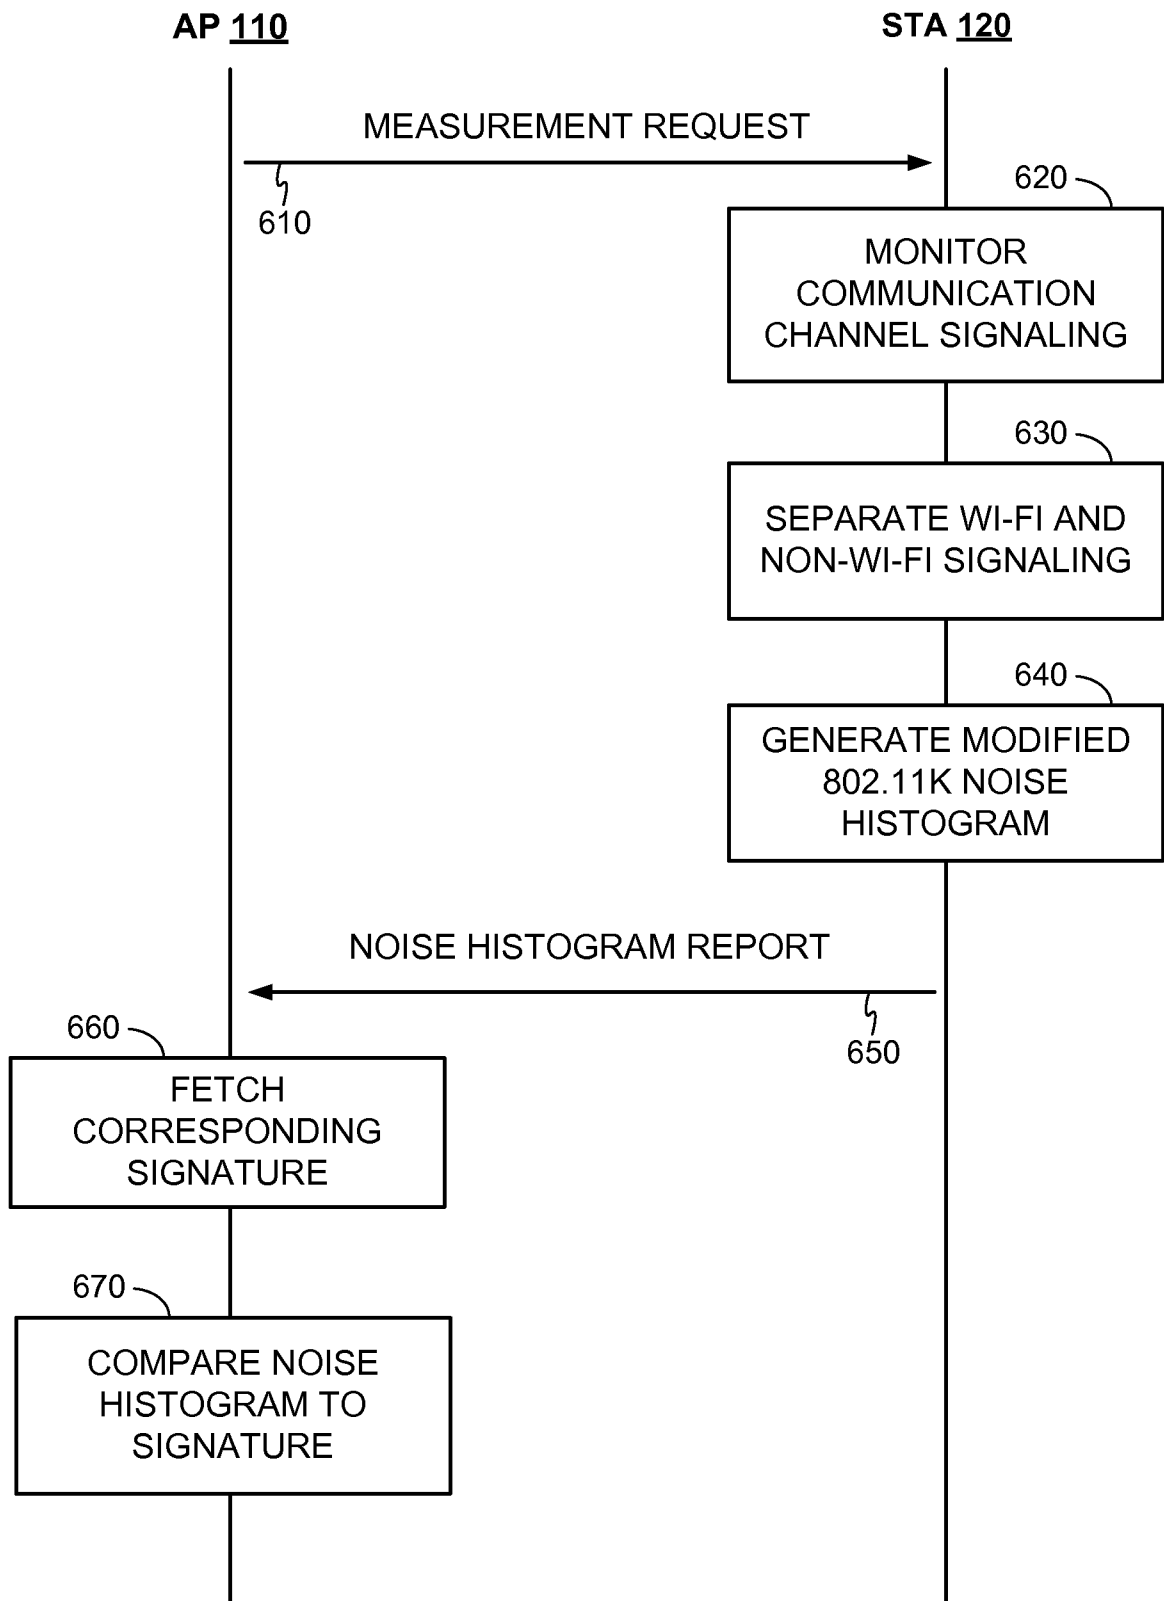 AP 110
STA 120
MEASUREMENT REQUEST
610
620
MONITOR
COMMUNICATION
CHANNEL SIGNALING
630
SEPARATE WI-FI AND
NON-WI-FI SIGNALING
640
GENERATE MODIFIED
802.11K NOISE
HISTOGRAM
NOISE HISTOGRAM REPORT
650
660
FETCH
CORRESPONDING
SIGNATURE
670
COMPARE NOISE
HISTOGRAM TO
SIGNATURE